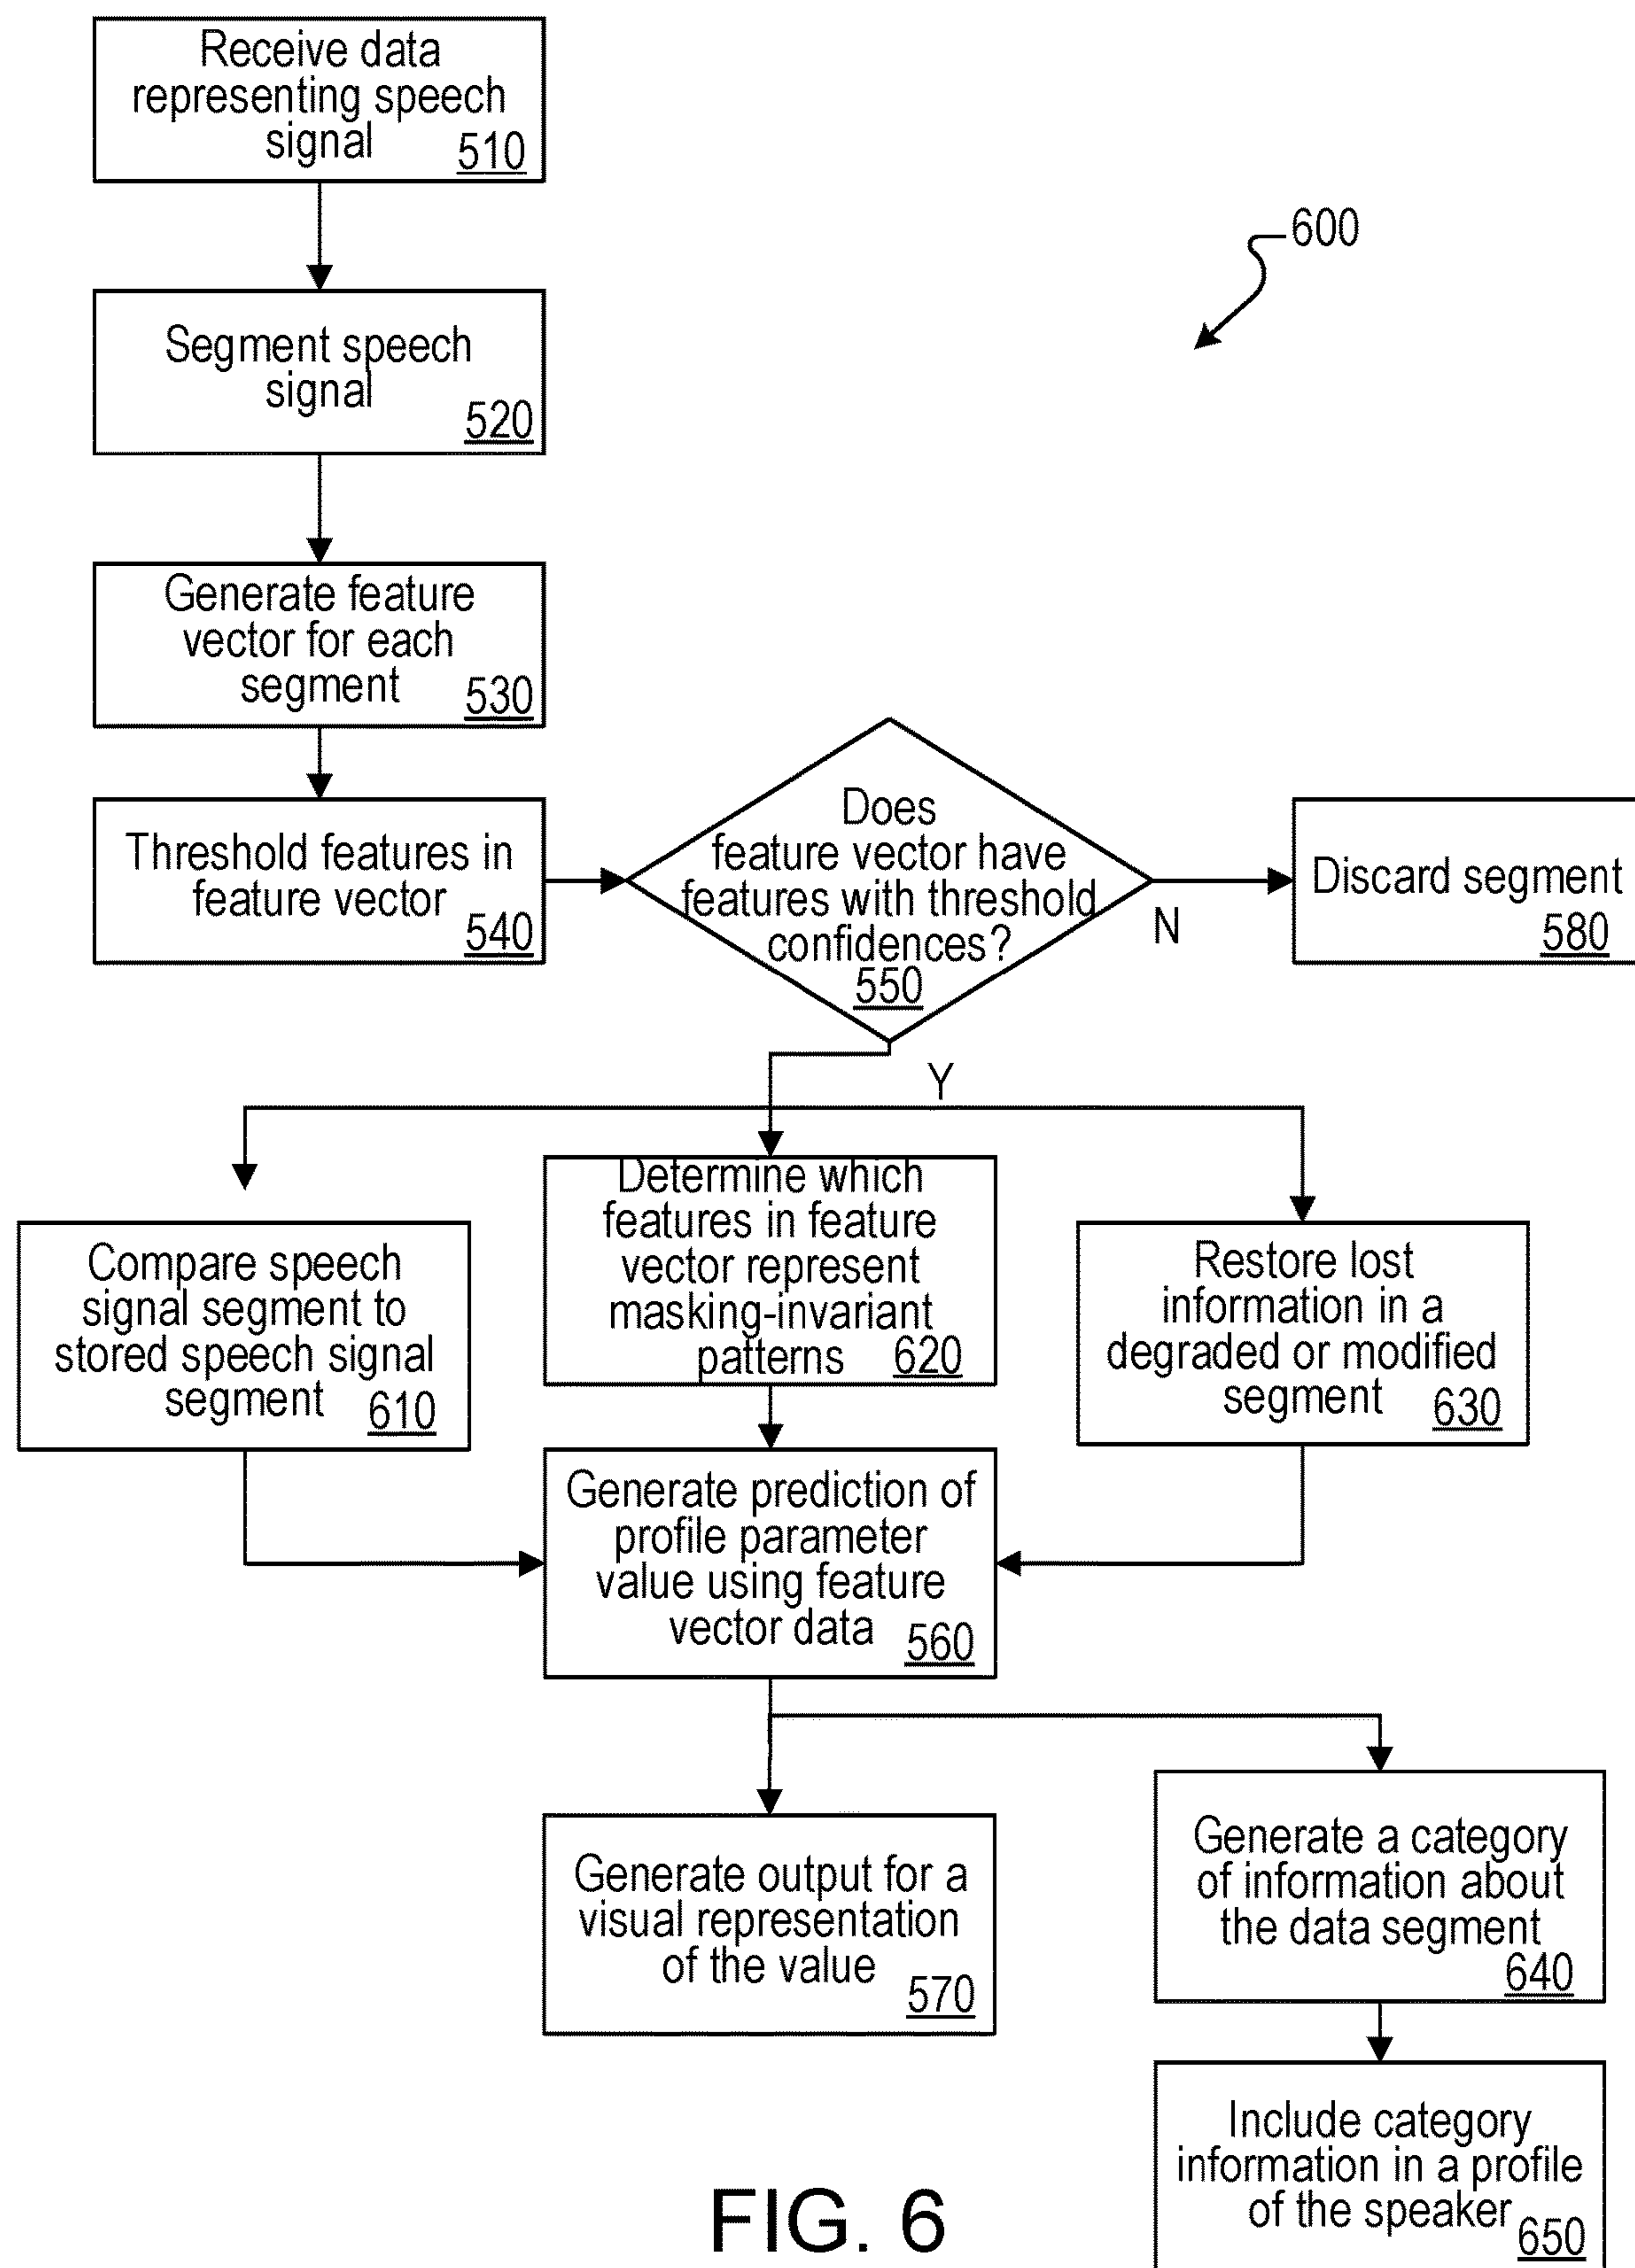 Receive data
representing speech
signal
510
600
Segment speech
signal
520
Generate feature
vector for each
segment
530
Threshold features in
feature vector
540
Does
feature vector have
features with threshold
confidences?
550
N
Discard segment
580
Y
Compare speech
signal segment to
stored speech signal
segment
610
Determine which
features in feature
vector represent
masking-invariant
patterns
620
Restore lost
information in a
degraded or modified
segment
630
Generate prediction of
profile parameter
value using feature
vector data
560
Generate output for a
visual representation
of the value
570
Generate a category
of information about
the data segment
640
Include category
information in a profile
of the speaker
650
FIG. 6